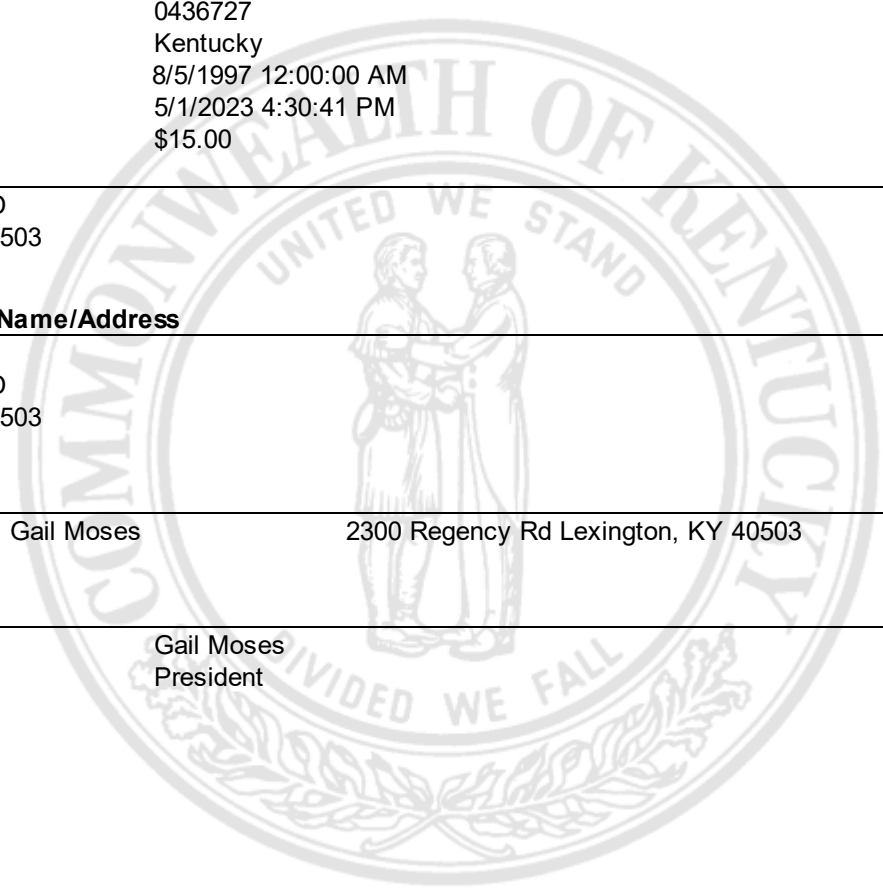 0436727
Kentucky
8/5/1997 12:00:00 AM
5/1/2023 4:30:41 PM
$15.00
503
Name/Address
503
Gail Moses 2300 Regency Rd Lexington, KY 40503
Gail Moses
President
COMMONWEALTH OF KENTUCKY
UNITED WE STAND
DIVIDED WE FALL